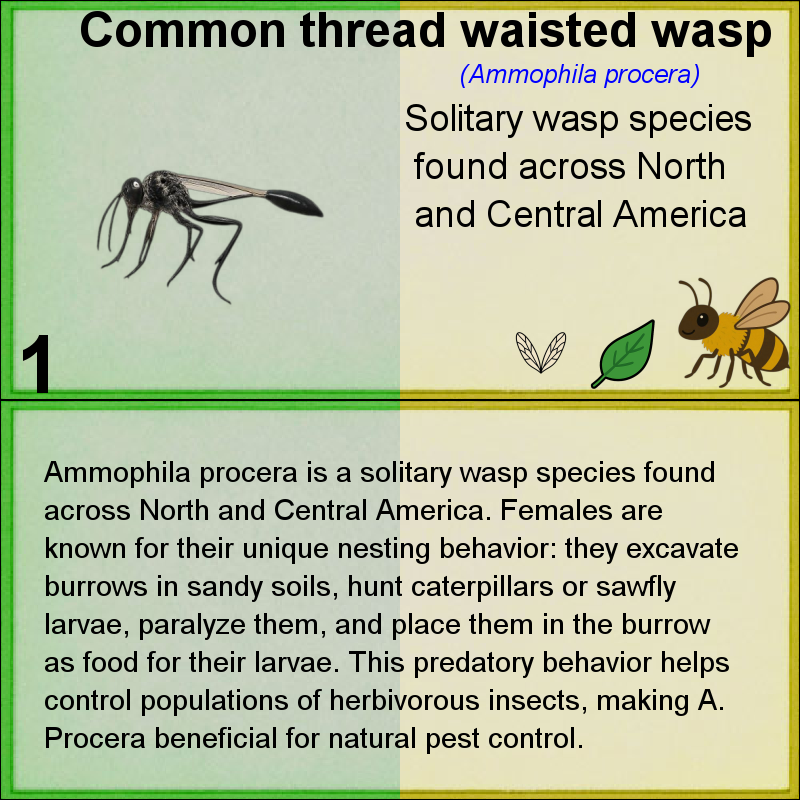 Common thread waisted wasp
(Ammophila procera)
Solitary wasp species
found across North
and Central America
1
Ammophila procera is a solitary wasp species found
across North and Central America. Females are
known for their unique nesting behavior: they excavate
burrows in sandy soils, hunt caterpillars or sawfly
larvae, paralyze them, and place them in the burrow
as food for their larvae. This predatory behavior helps
control populations of herbivorous insects, making A.
Procera beneficial for natural pest control.